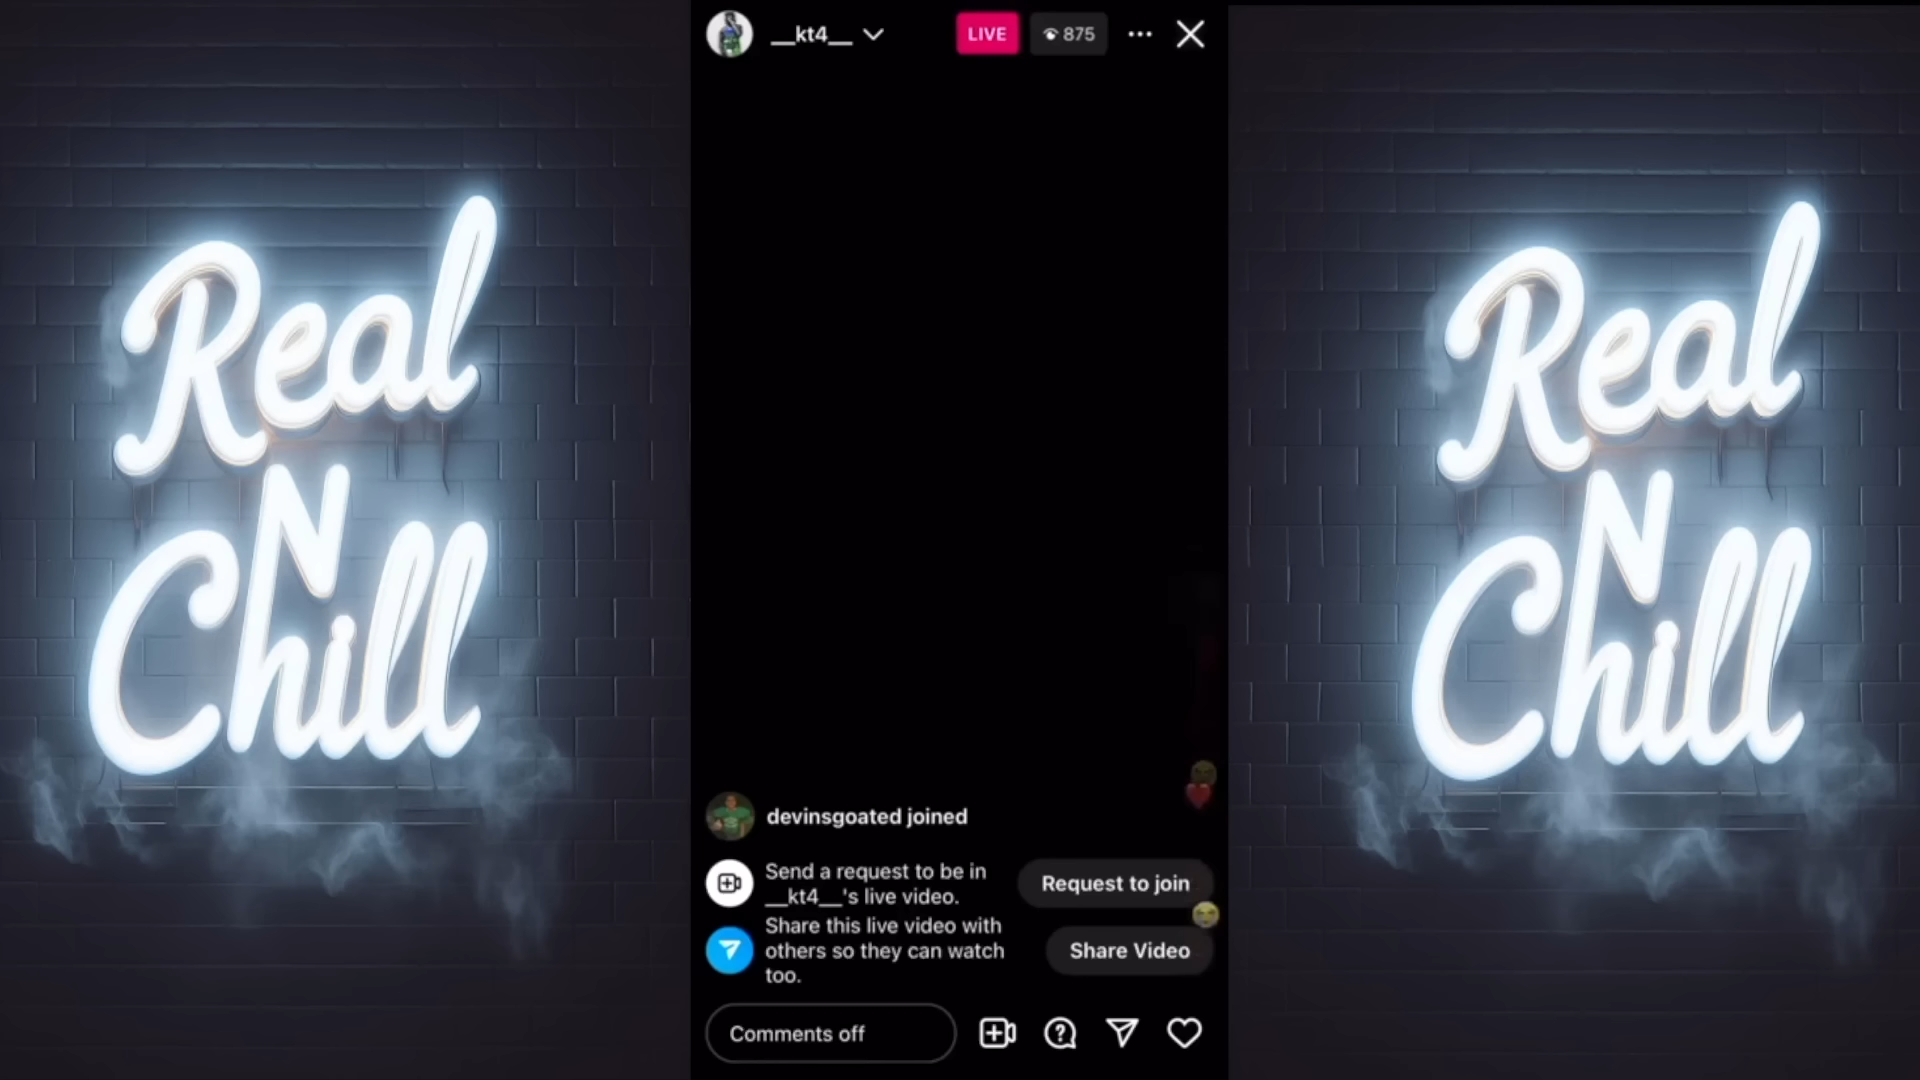 Real
N
Chill
__kt4__
LIVE
875
devinsgoated joined
Send a request to be in
__kt4__'s live video.
Request to join
Share this live video with
others so they can watch
too.
Share Video
Comments off
Real
N
Chill